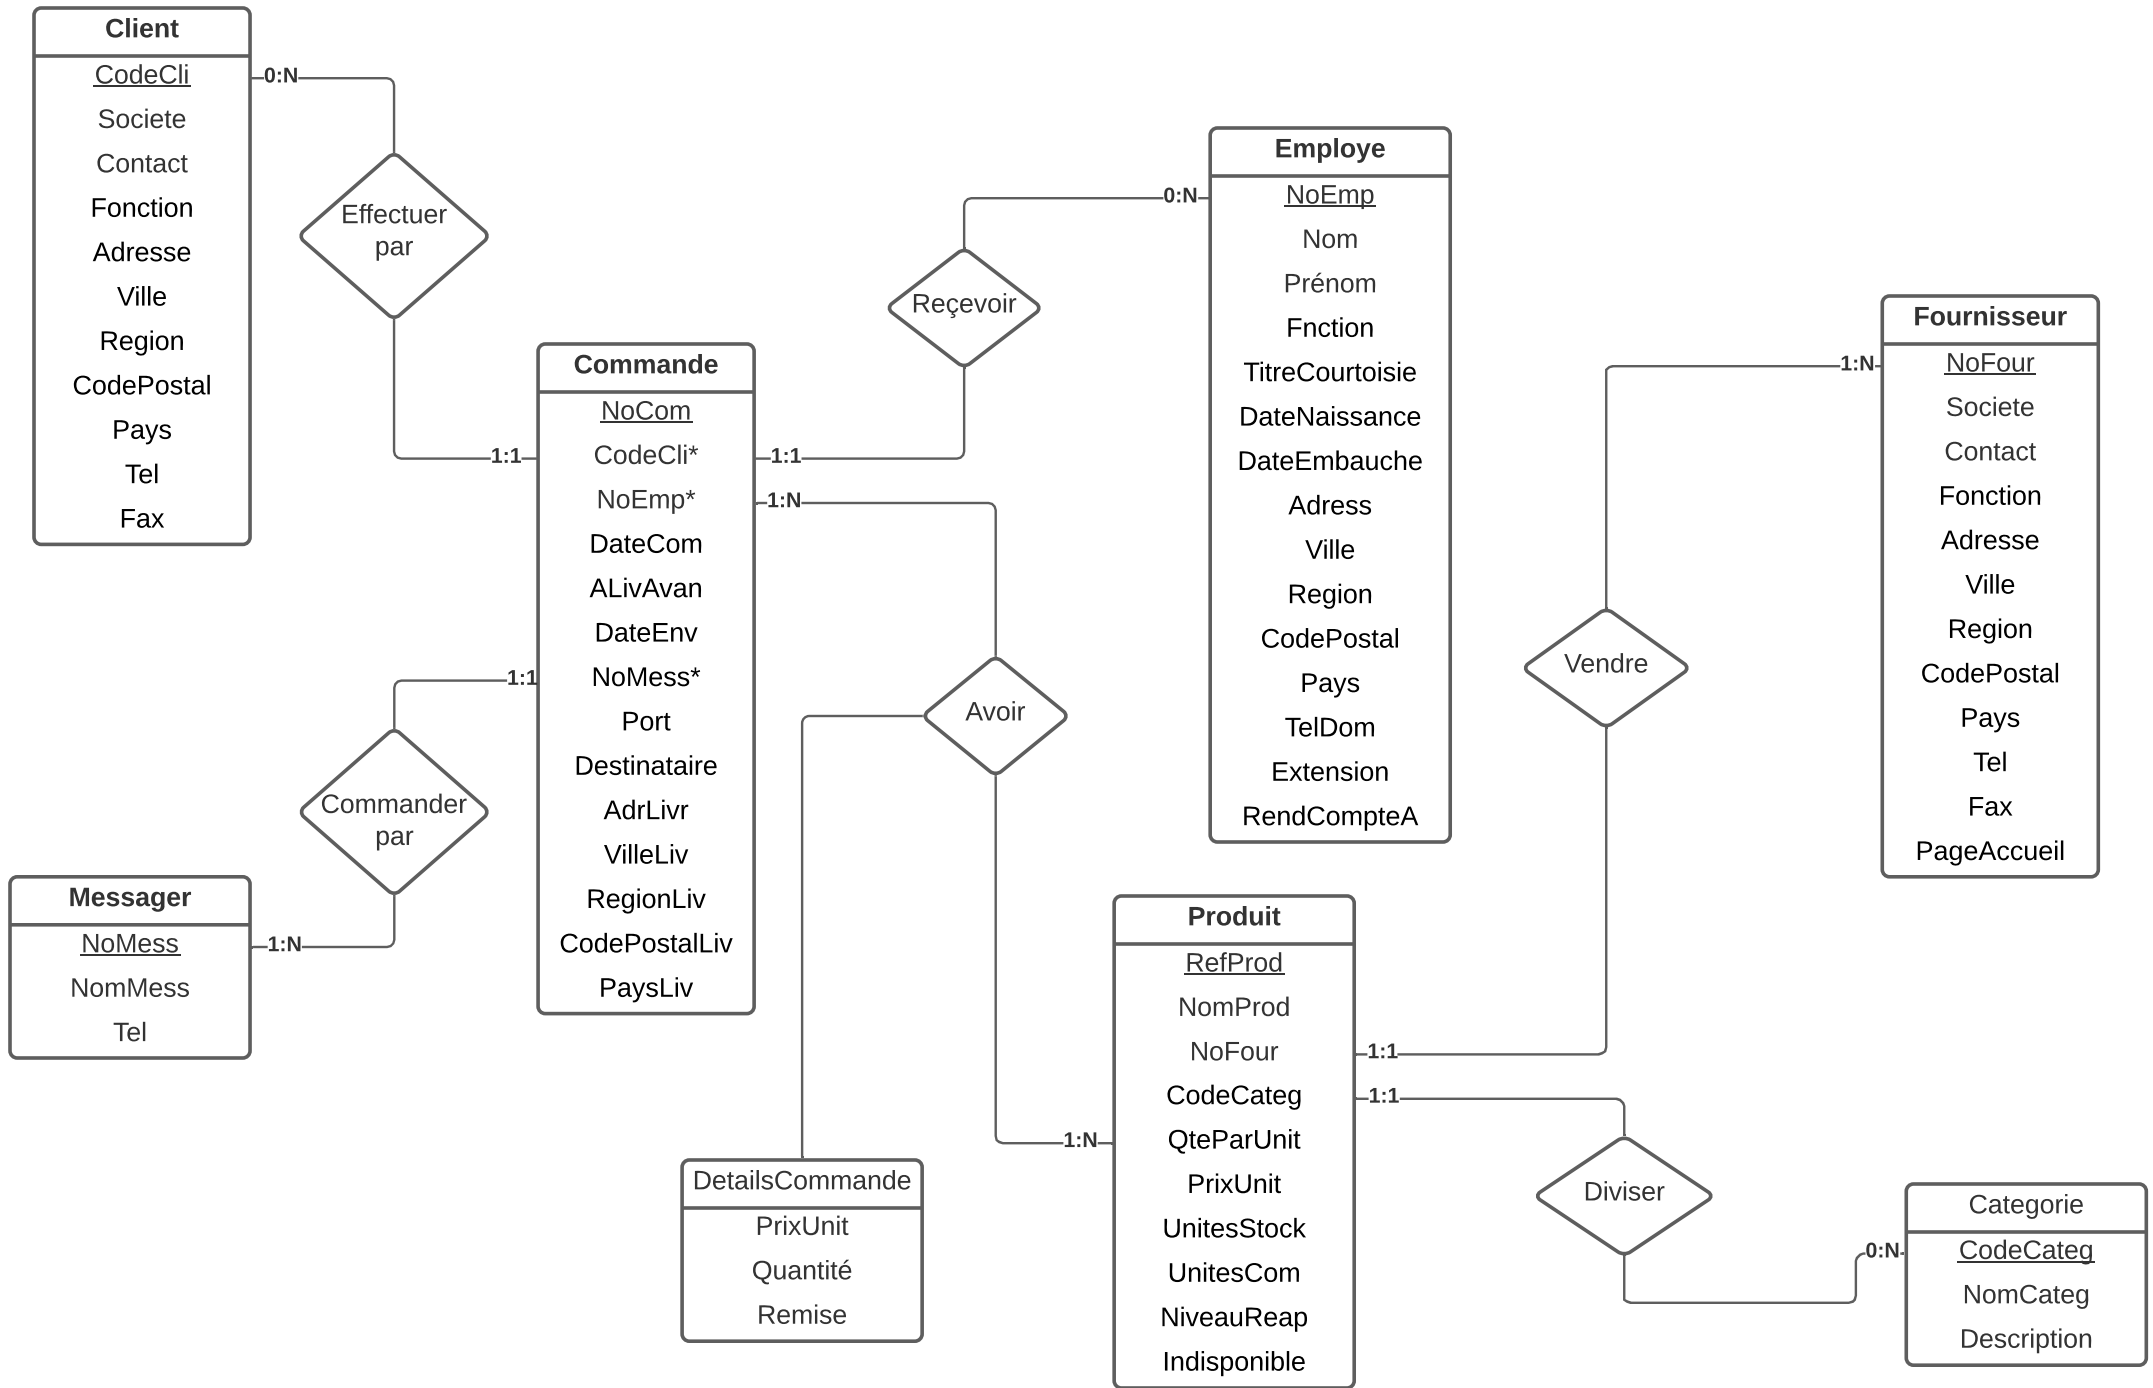 Client
CodeCli
Societe
Contact
Fonction
Adresse
Ville
Region
CodePostal
Pays
Tel
Fax
0:N
Effectuer
par
1:1
Commande
NoCom
CodeCli*
NoEmp*
DateCom
ALivAvan
DateEnv
NoMess*
Port
Destinataire
AdrLivr
VilleLiv
RegionLiv
CodePostalLiv
PaysLiv
1:1
Commander
par
1:N
Messager
NoMess
NomMess
Tel
1:1
Reçevoir
0:N
Employe
NoEmp
Nom
Prénom
Fnction
TitreCourtoisie
DateNaissance
DateEmbauche
Adress
Ville
Region
CodePostal
Pays
TelDom
Extension
RendCompteA
1:N
Avoir
1:N
DetailsCommande
PrixUnit
Quantité
Remise
Produit
RefProd
NomProd
NoFour
CodeCateg
QteParUnit
PrixUnit
UnitesStock
UnitesCom
NiveauReap
Indisponible
1:1
Vendre
1:N
Fournisseur
NoFour
Societe
Contact
Fonction
Adresse
Ville
Region
CodePostal
Pays
Tel
Fax
PageAccueil
1:1
Diviser
0:N
Categorie
CodeCateg
NomCateg
Description